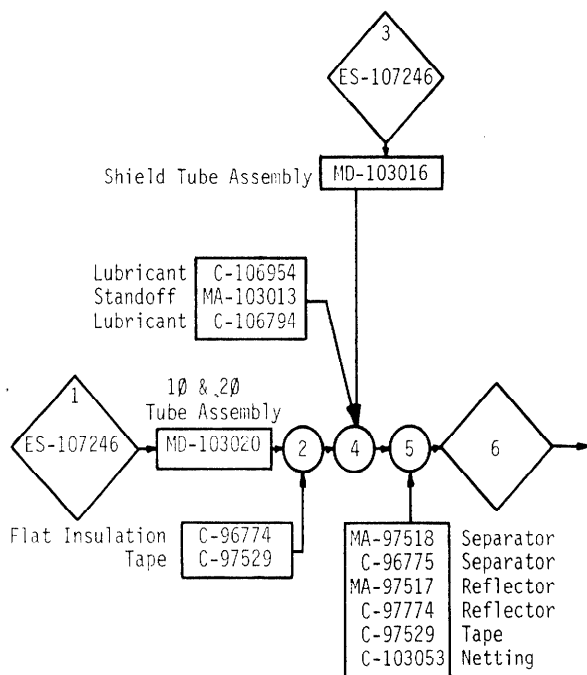 3
ES-107246
Shield Tube Assembly MD-103016
Lubricant C-106954
Standoff MA-103013
Lubricant C-106794
1Ø & 2Ø
Tube Assembly
1
ES-107246
MD-103020
2
4
5
6
Flat Insulation C-96774
Tape C-97529
MA-97518 Separator
C-96775 Separator
MA-97517 Reflector
C-97774 Reflector
C-97529 Tape
C-103053 Netting